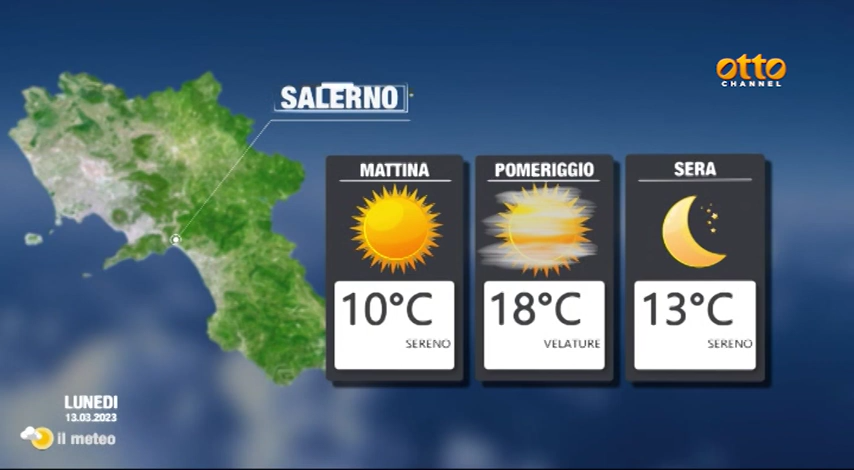 otto
CHANNEL
SALERNO
MATTINA
POMERIGGIO
SERA
10°C
SERENO
18°C
VELATURE
13°C
SERENO
LUNEDI
13.03.2023
il meteo